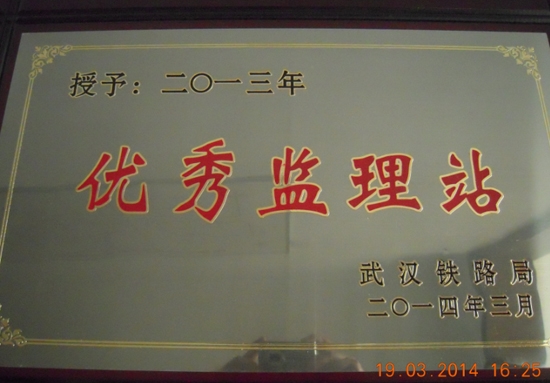 授予：二〇一三年
优秀监理站
武汉铁路局
二〇一四年三月
19.03.2014 16:25